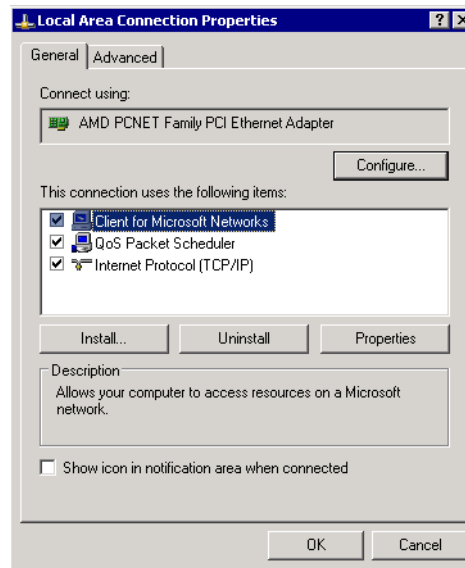 Local Area Connection Properties
General
Advanced
Connect using:
AMD PCNET Family PCI Ethernet Adapter
Configure...
This connection uses the following items:
Client for Microsoft Networks
QoS Packet Scheduler
Internet Protocol (TCP/IP)
Install...
Uninstall
Properties
Description
Allows your computer to access resources on a Microsoft
network.
Show icon in notification area when connected
OK
Cancel